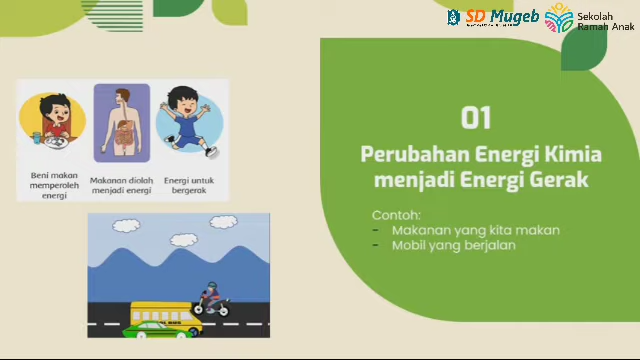 SD Mugeb
Sekolah
Ramah Anak
Beni makan
memperoleh
energi
Makanan diolah
menjadi energi
Energi untuk
bergerak
01
Perubahan Energi Kimia
menjadi Energi Gerak
Contoh:
- Makanan yang kita makan
- Mobil yang berjalan